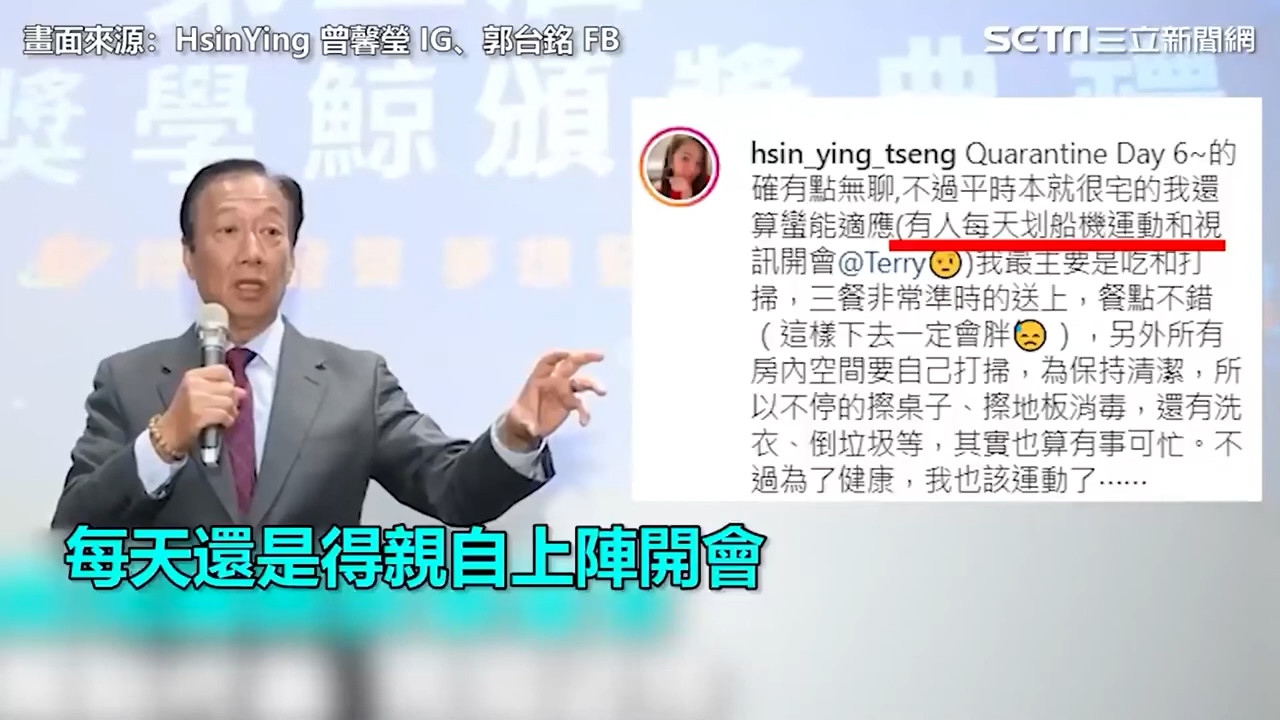 畫面來源：HsinYing 曾馨瑩 IG、郭台銘 FB
SETN三立新聞網
獎學鯨頒獎典禮
hsin_ying_tseng Quarantine Day 6~的
確有點無聊,不過平時本就很宅的我還
算蠻能適應(有人每天划船機運動和視
訊開會@Terry)我最主要是吃和打
掃，三餐非常準時的送上，餐點不錯
（這樣下去一定會胖），另外所有
房內空間要自己打掃，為保持清潔，所
以不停的擦桌子、擦地板消毒，還有洗
衣、倒垃圾等，其實也算有事可忙。不
過為了健康，我也該運動了⋯⋯
每天還是得親自上陣開會